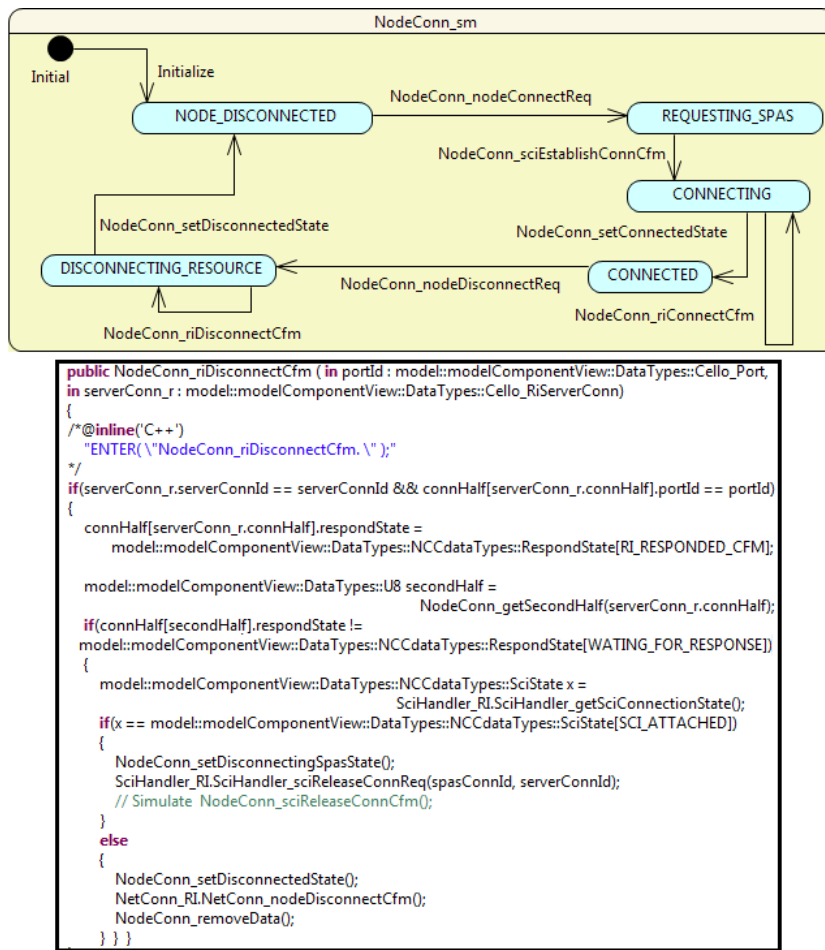 NodeConn_sm
Initial
Initialize
NODE_DISCONNECTED
NodeConn_nodeConnectReq
REQUESTING_SPAS
NodeConn_sciEstablishConnCfm
CONNECTING
NodeConn_setDisconnectedState
NodeConn_setConnectedState
DISCONNECTING_RESOURCE
CONNECTED
NodeConn_nodeDisconnectReq
NodeConn_riConnectCfm
NodeConn_riDisconnectCfm
public NodeConn_riDisconnectCfm ( in portId : model::modelComponentView::DataTypes::Cello_Port,
in serverConn_r : model::modelComponentView::DataTypes::Cello_RiServerConn)
{
/*@inline('C++')
"ENTER( \"NodeConn_riDisconnectCfm. \" );"
*/
if(serverConn_r.serverConnId == serverConnId && connHalf[serverConn_r.connHalf].portId == portId)
{
connHalf[serverConn_r.connHalf].respondState =
model::modelComponentView::DataTypes::NCCdataTypes::RespondState[RI_RESPONDED_CFM];
model::modelComponentView::DataTypes::U8 secondHalf =
NodeConn_getSecondHalf(serverConn_r.connHalf);
if(connHalf[secondHalf].respondState !=
model::modelComponentView::DataTypes::NCCdataTypes::RespondState[WATING_FOR_RESPONSE])
{
model::modelComponentView::DataTypes::NCCdataTypes::SciState x =
SciHandler_RI.SciHandler_getSciConnectionState();
if(x == model::modelComponentView::DataTypes::NCCdataTypes::SciState[SCI_ATTACHED])
{
NodeConn_setDisconnectingSpasState();
SciHandler_RI.SciHandler_sciReleaseConnReq(spasConnId, serverConnId);
// Simulate NodeConn_sciReleaseConnCfm();
}
else
{
NodeConn_setDisconnectedState();
NetConn_RI.NetConn_nodeDisconnectCfm();
NodeConn_removeData();
} } }